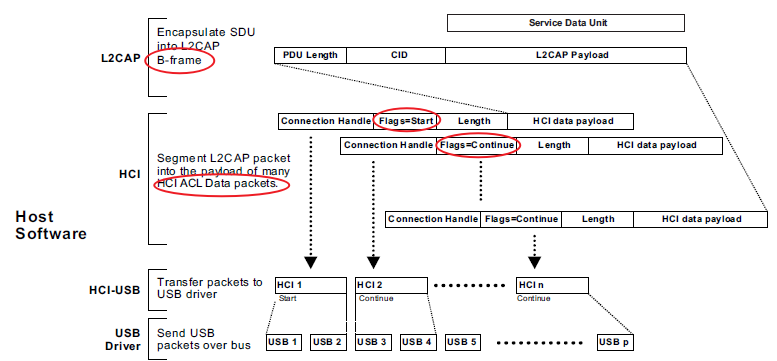 Service Data Unit
Encapsulate SDU
into L2CAP
B-frame
L2CAP
PDU Length CID L2CAP Payload
Connection Handle Flags=Start Length HCI data payload
Connection Handle Flags=Continue Length HCI data payload
Segment L2CAP packet
into the payload of many
HCI ACL Data packets.
HCI
Connection Handle Flags=Continue Length HCI data payload
Host
Software
HCI-USB
Transfer packets to
USB driver
HCI 1 HCI 2 HCI n
Start Continue Continue
USB
Driver
Send USB
packets over bus
USB 1 USB 2 USB 3 USB 4 USB 5 USB p